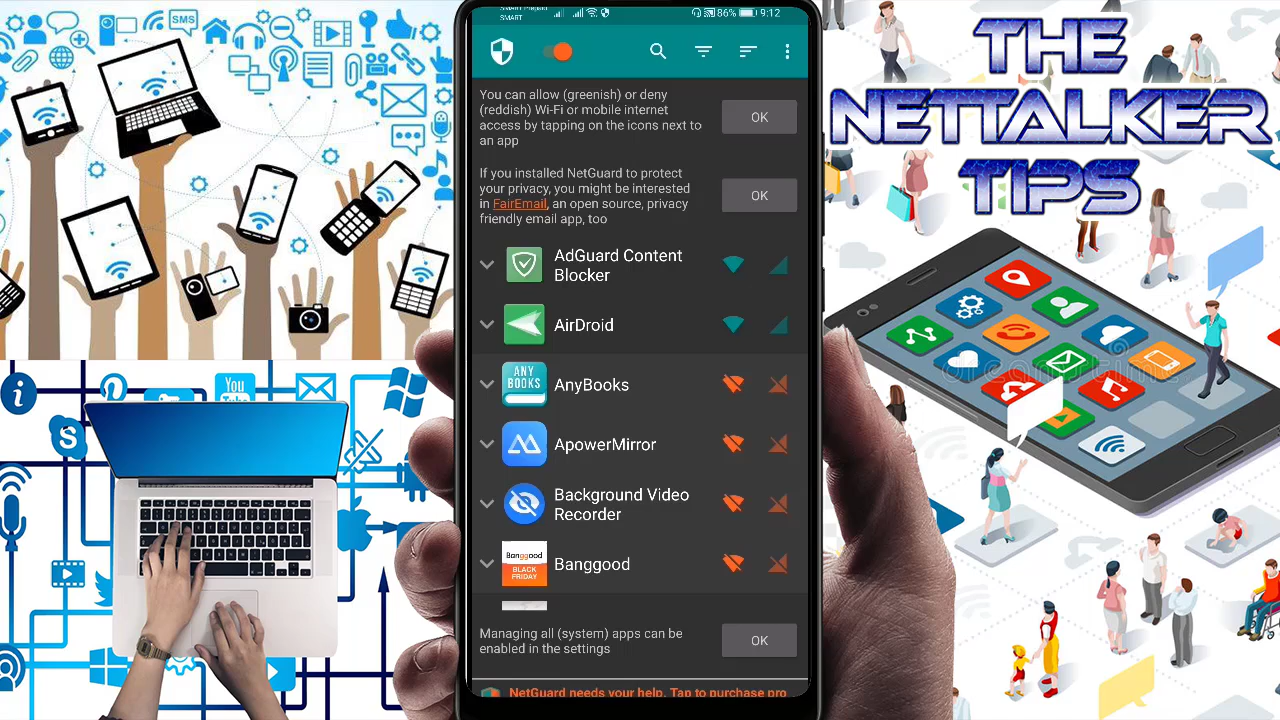 SMS
You
Tube
THE
NETTALKER
TIPS
SMART
86% 9:12
You can allow (greenish) or deny
(reddish) Wi-Fi or mobile internet
access by tapping on the icons next to
an app
OK
If you installed NetGuard to protect
your privacy, you might be interested
in FairEmail, an open source, privacy
friendly email app, too
OK
AdGuard Content
Blocker
AirDroid
ANY
BOOKS
AnyBooks
ApowerMirror
Background Video
Recorder
Banggood
BLACK
FRIDAY
Banggood
Managing all (system) apps can be
enabled in the settings
OK
NetGuard needs your help. Tap to purchase pro
dreamstime